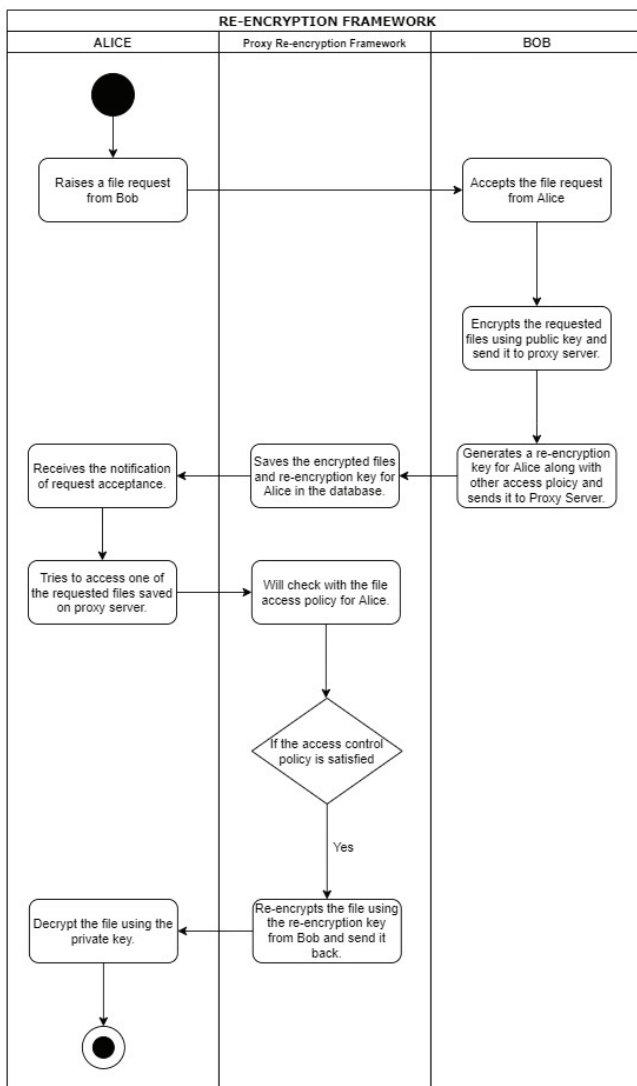 RE-ENCRYPTION FRAMEWORK
ALICE
Proxy Re-encryption Framework
BOB
Raises a file request
from Bob
Accepts the file request
from Alice
Encrypts the requested
files using public key and
send it to proxy server.
Generates a re-encryption
key for Alice along with
other access ploicy and
sends it to Proxy Server.
Saves the encrypted files
and re-encryption key for
Alice in the database.
Receives the notification
of request acceptance.
Tries to access one of
the requested files saved
on proxy server.
Will check with the file
access policy for Alice.
If the access control
policy is satisfied
Yes
Re-encrypts the file using
the re-encryption key
from Bob and send it
back.
Decrypt the file using the
private key.